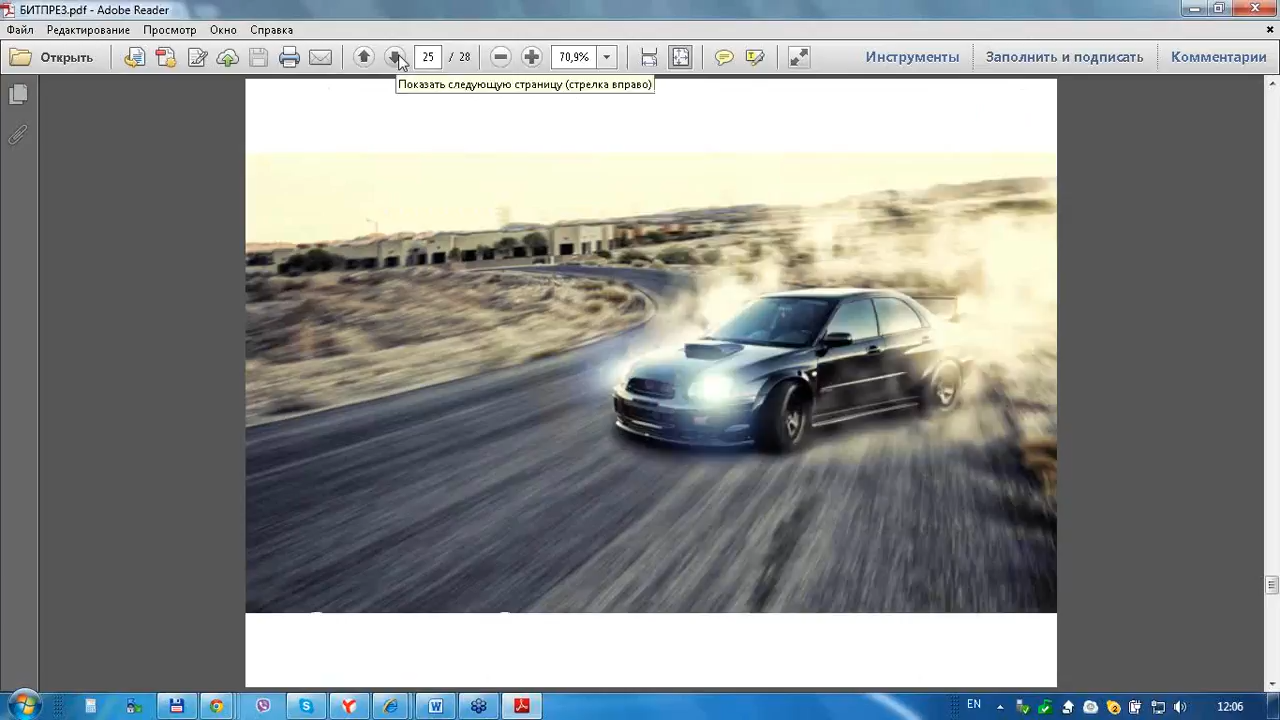 БИТПРЕЗ.pdf - Adobe Reader
Файл Редактирование Просмотр Окно Справка
Открыть 25 / 28 70,9% Инструменты Заполнить и подписать Комментарии
Показать следующую страницу (стрелка вправо)
EN 12:06